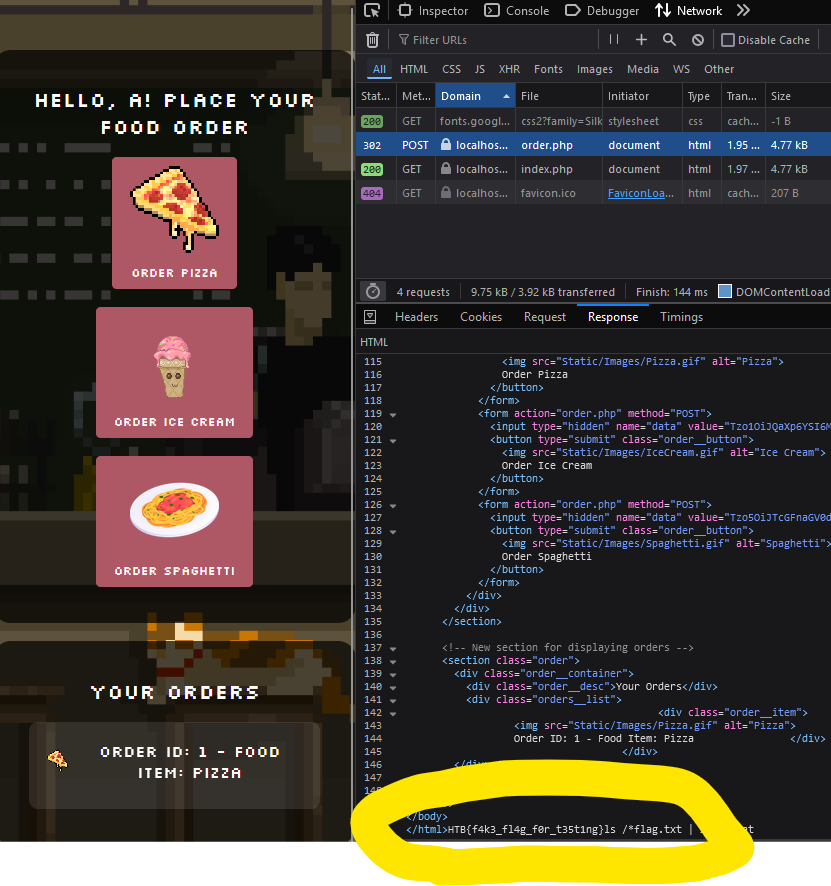 HELLO, A! PLACE YOUR
FOOD ORDER
ORDER PIZZA
ORDER ICE CREAM
ORDER SPAGHETTI
YOUR ORDERS
ORDER ID: 1 - FOOD
ITEM: PIZZA
Inspector Console Debugger Network
Filter URLs Disable Cache
All HTML CSS JS XHR Fonts Images Media WS Other
Stat... Met... Domain File Initiator Type Tran... Size
200 GET fonts.googl... css2?family=Silk stylesheet css cach... -1 B
302 POST localhos... order.php document html 1.95 ... 4.77 kB
200 GET localhos... index.php document html 1.97 ... 4.77 kB
404 GET localhos... favicon.ico FaviconLoa... html cach... 207 B
4 requests 9.75 kB / 3.92 kB transferred Finish: 144 ms DOMContentLoad
Headers Cookies Request Response Timings
HTML
115 <img src="Static/Images/Pizza.gif" alt="Pizza">
116 Order Pizza
117 </button>
118 </form>
119 <form action="order.php" method="POST">
120 <input type="hidden" name="data" value="Tzo1OiJQaXp6YSI6M
121 <button type="submit" class="order__button">
122 <img src="Static/Images/IceCream.gif" alt="Ice Cream">
123 Order Ice Cream
124 </button>
125 </form>
126 <form action="order.php" method="POST">
127 <input type="hidden" name="data" value="Tzo5OiJTcGFnaGV0d
128 <button type="submit" class="order__button">
129 <img src="Static/Images/Spaghetti.gif" alt="Spaghetti">
130 Order Spaghetti
131 </button>
132 </form>
133 </div>
134 </div>
135 </section>
136
137 <!-- New section for displaying orders -->
138 <section class="order">
139 <div class="order__container">
140 <div class="order__desc">Your Orders</div>
141 <div class="orders__list">
142 <div class="order__item">
143 <img src="Static/Images/Pizza.gif" alt="Pizza">
144 Order ID: 1 - Food Item: Pizza </div>
145 </div>
146 </div>
147
</body>
</html>HTB{f4k3_fl4g_f0r_t35t1ng}ls /*flag.txt |